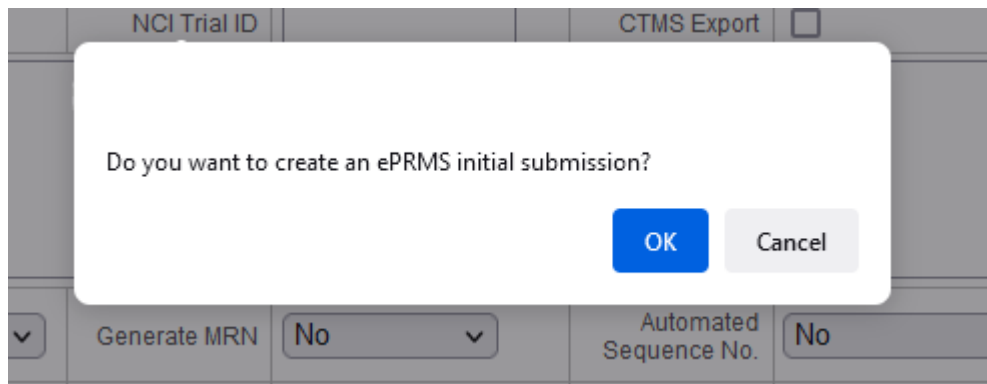 NCI Trial ID
CTMS Export
Do you want to create an ePRMS initial submission?
OK
Cancel
Generate MRN
No
Automated
Sequence No.
No